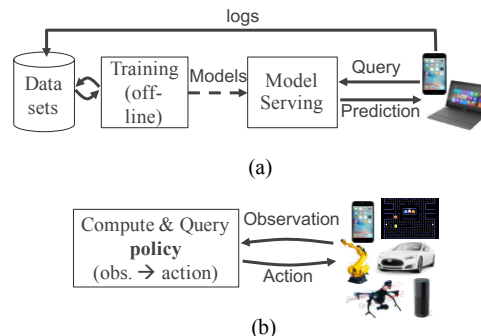 logs
Data
sets
Training
(off-
line)
Models
Model
Serving
Query
Prediction
(a)
Compute & Query
policy
(obs. → action)
Observation
Action
(b)